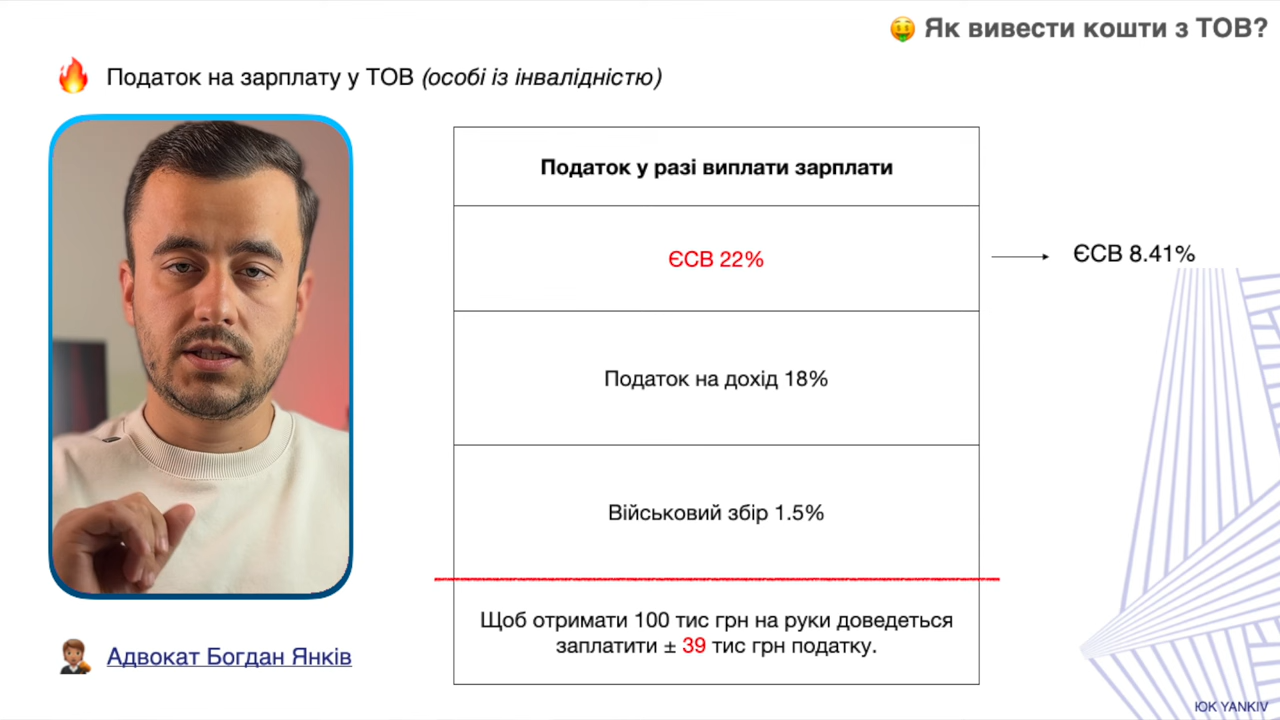 Як вивести кошти з ТОВ?
Податок на зарплату у ТОВ (особі із інвалідністю)
Податок у разі виплати зарплати
ЄСВ 22%
ЄСВ 8.41%
Податок на дохід 18%
Військовий збір 1.5%
Щоб отримати 100 тис грн на руки доведеться
заплатити ± 39 тис грн податку.
Адвокат Богдан Янків
ЮК YANKIV